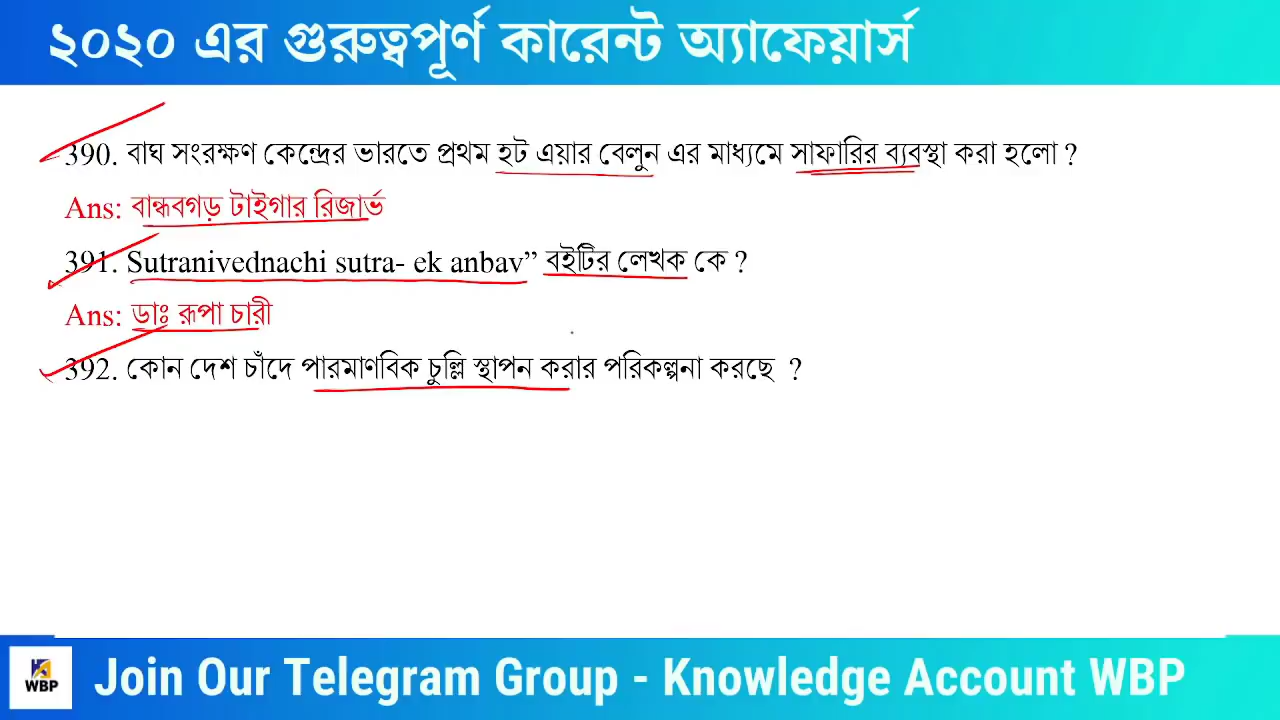 ২০২০ এর গুরুত্বপূর্ণ কারেন্ট অ্যাফেয়ার্স
390. বাঘ সংরক্ষণ কেন্দ্রের ভারতে প্রথম হট এয়ার বেলুন এর মাধ্যমে সাফারির ব্যবস্থা করা হলো ?
Ans: বান্ধবগড় টাইগার রিজার্ভ
391. Sutranivednachi sutra- ek anbav” বইটির লেখক কে ?
Ans: ডাঃ রূপা চারী
392. কোন দেশ চাঁদে পারমাণবিক চুল্লি স্থাপন করার পরিকল্পনা করছে ?
WBP
Join Our Telegram Group - Knowledge Account WBP